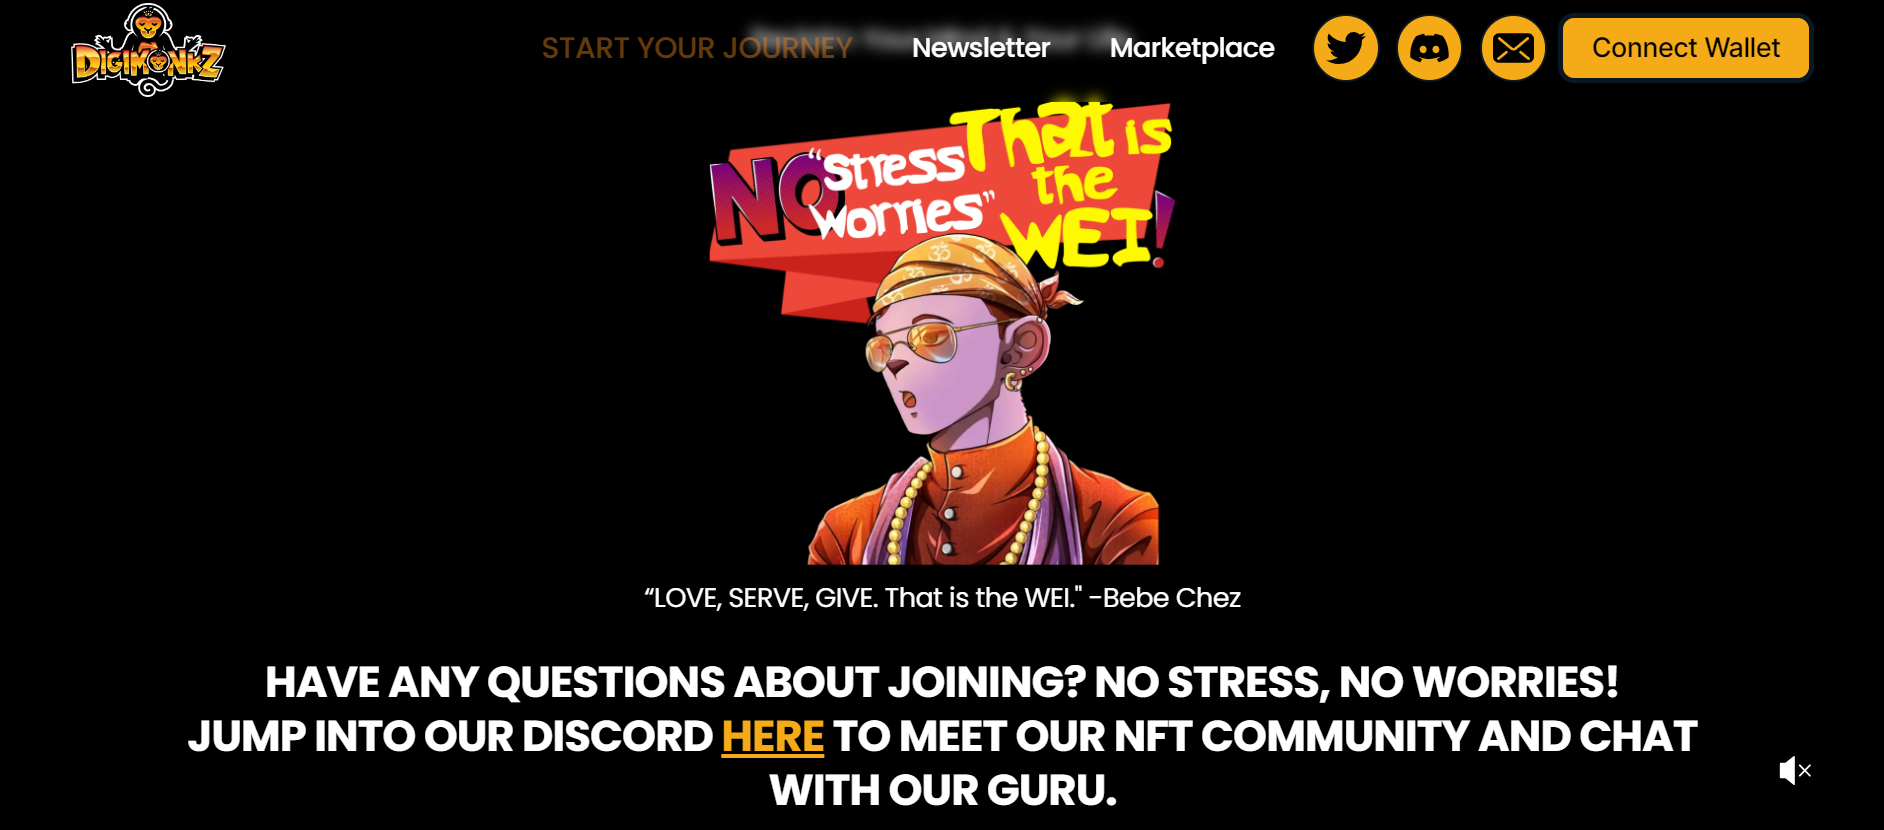 DIGIMONKZ
START YOUR JOURNEY
Newsletter
Marketplace
Connect Wallet
NO "Stress Worries"
That is the WEI!
“LOVE, SERVE, GIVE. That is the WEI." -Bebe Chez
HAVE ANY QUESTIONS ABOUT JOINING? NO STRESS, NO WORRIES!
JUMP INTO OUR DISCORD HERE TO MEET OUR NFT COMMUNITY AND CHAT
WITH OUR GURU.